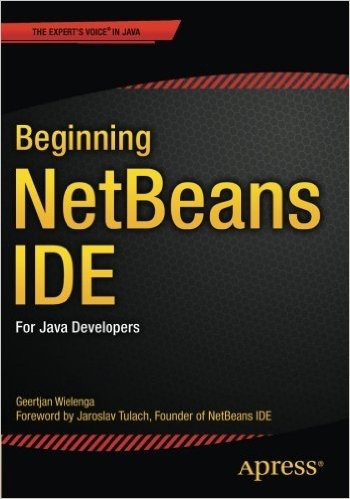 THE EXPERT'S VOICE® IN JAVA
Beginning
NetBeans
IDE
For Java Developers
Geertjan Wielenga
Foreword by Jaroslav Tulach, Founder of NetBeans IDE
Apress®